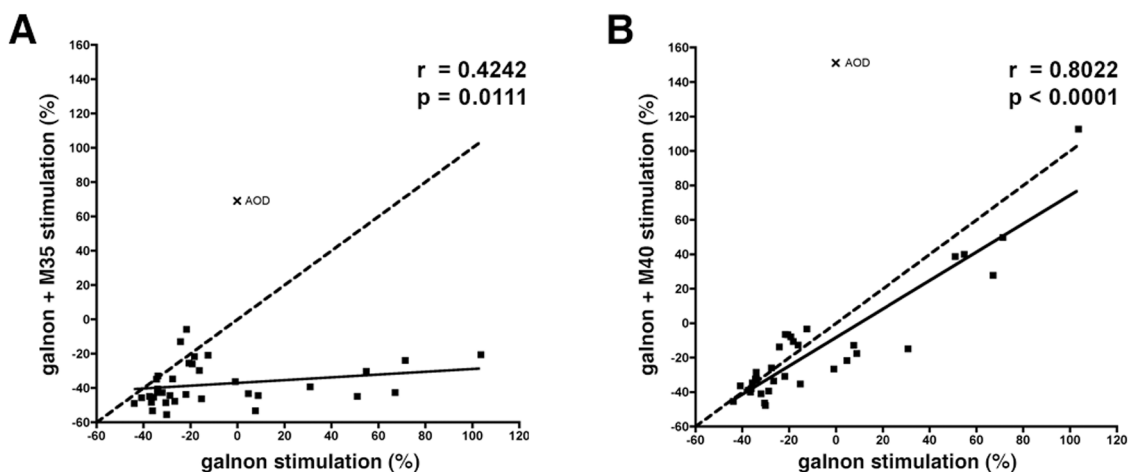 A
B
r = 0.4242
p = 0.0111
r = 0.8022
p < 0.0001
AOD
AOD
galnon + M35 stimulation (%)
160
140
120
100
80
60
40
20
0
-20
-40
-60
-60 -40 -20 0 20 40 60 80 100 120
galnon stimulation (%)
galnon + M40 stimulation (%)
160
140
120
100
80
60
40
20
0
-20
-40
-60
-60 -40 -20 0 20 40 60 80 100 120
galnon stimulation (%)